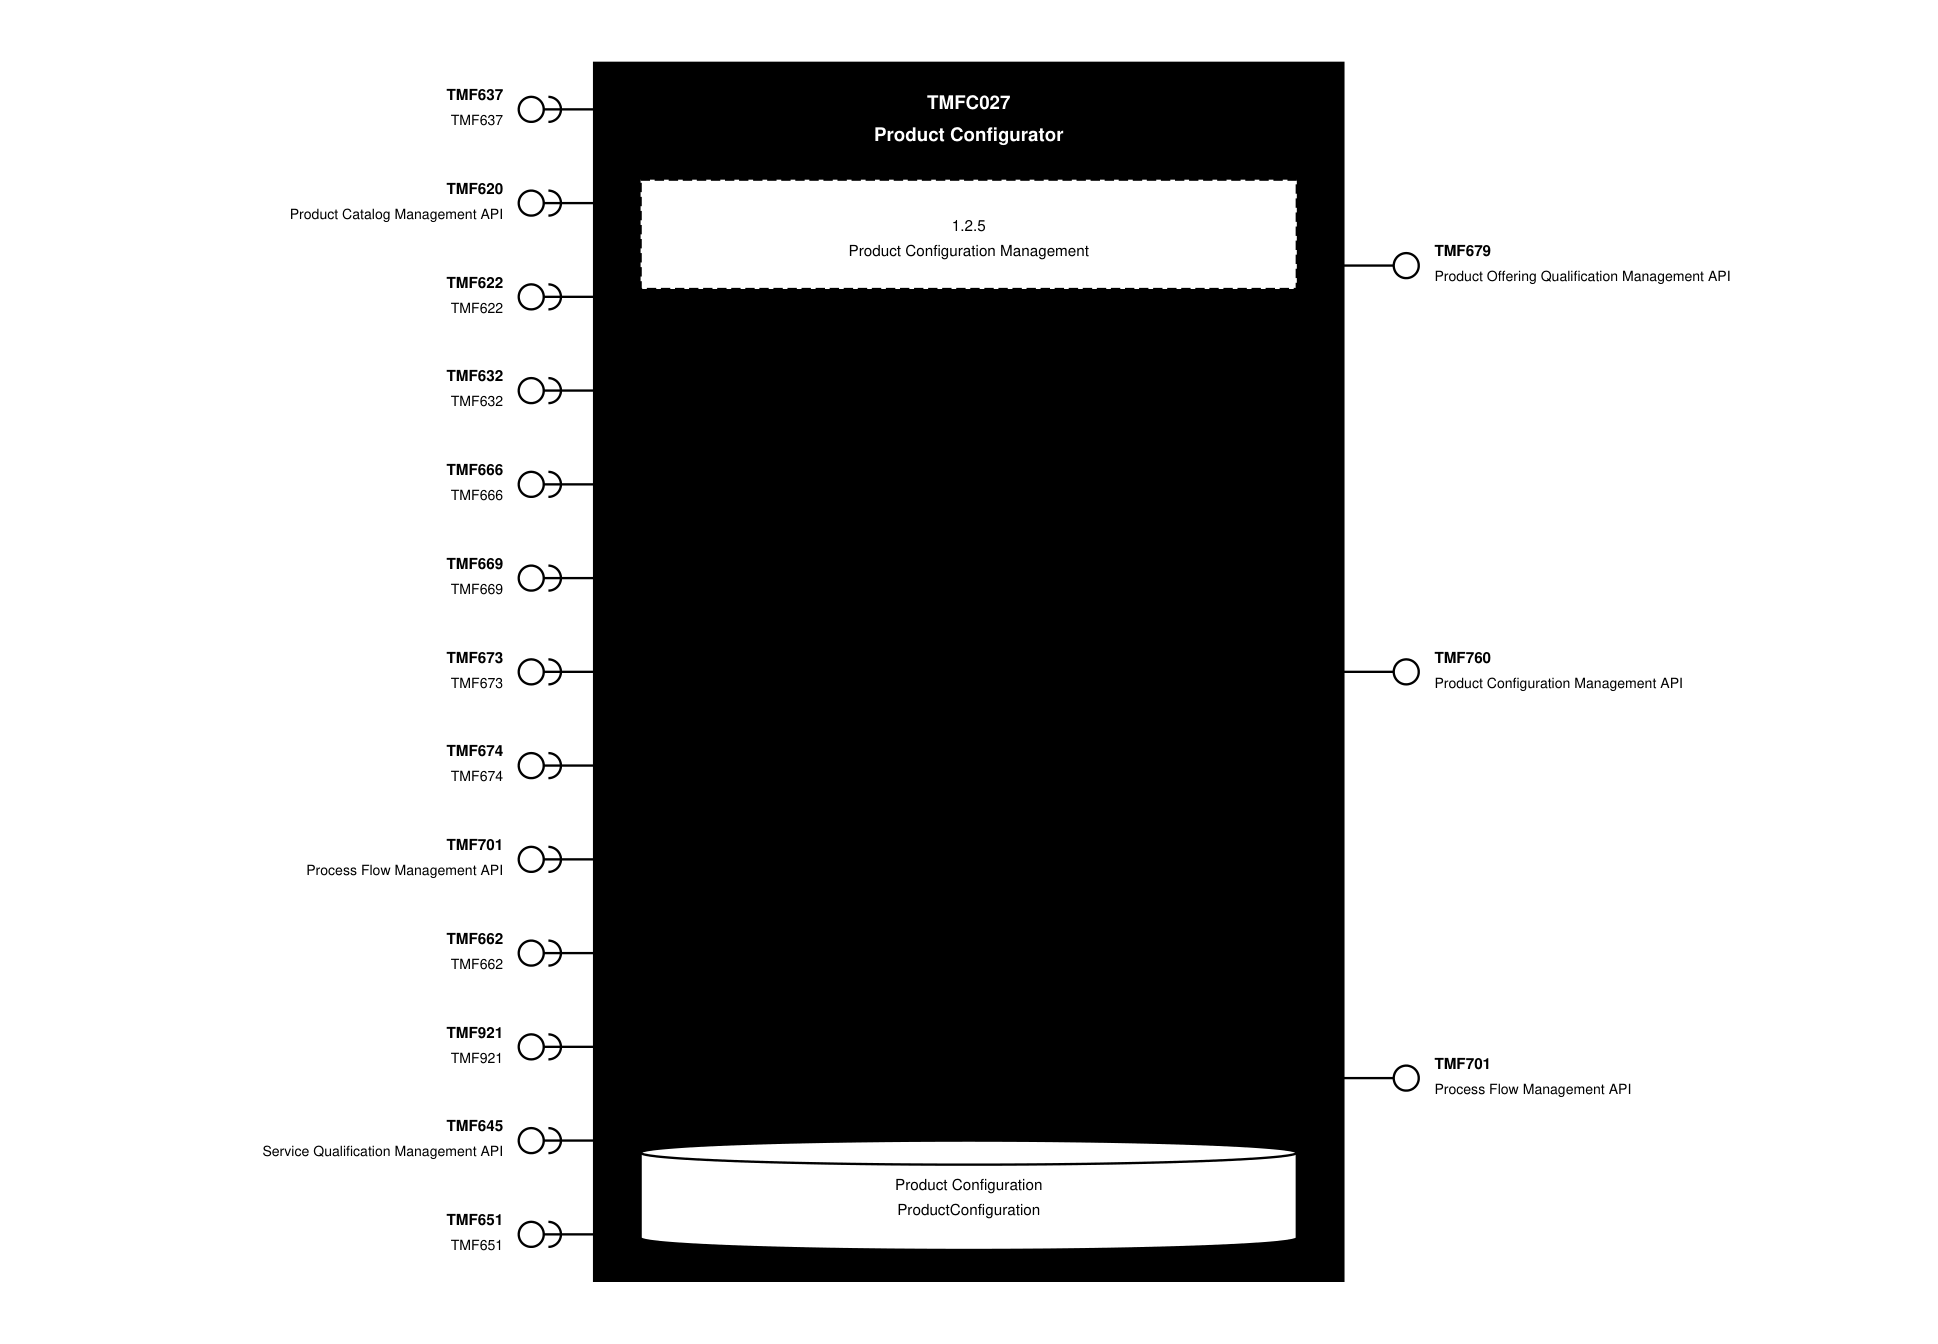 TMF637
TMF637
TMF620
Product Catalog Management API
TMF622
TMF622
TMF632
TMF632
TMF666
TMF666
TMF669
TMF669
TMF673
TMF673
TMF674
TMF674
TMF701
Process Flow Management API
TMF662
TMF662
TMF921
TMF921
TMF645
Service Qualification Management API
TMF651
TMF651
TMFC027
Product Configurator
1.2.5
Product Configuration Management
Product Configuration
ProductConfiguration
TMF679
Product Offering Qualification Management API
TMF760
Product Configuration Management API
TMF701
Process Flow Management API